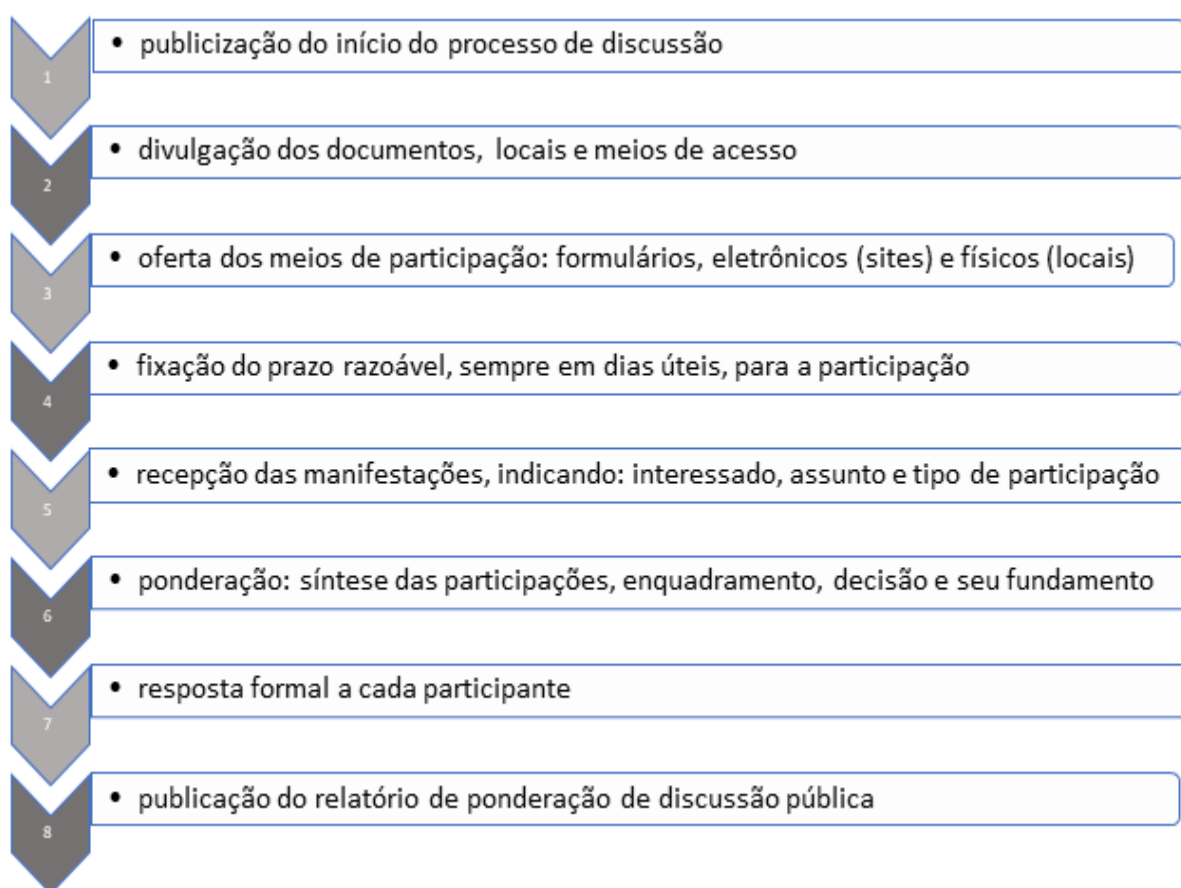 1
• publicização do início do processo de discussão
2
• divulgação dos documentos, locais e meios de acesso
3
• oferta dos meios de participação: formulários, eletrônicos (sites) e físicos (locais)
4
• fixação do prazo razoável, sempre em dias úteis, para a participação
5
• recepção das manifestações, indicando: interessado, assunto e tipo de participação
6
• ponderação: síntese das participações, enquadramento, decisão e seu fundamento
7
• resposta formal a cada participante
8
• publicação do relatório de ponderação de discussão pública